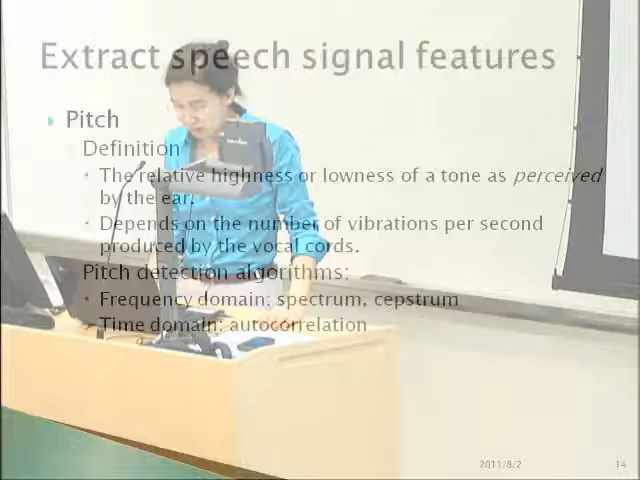 Extract speech signal features
Pitch
Definition
The relative highness or lowness of a tone as perceived
by the ear.
Depends on the number of vibrations per second
produced by the vocal cords.
Pitch detection algorithms:
Frequency domain: spectrum, cepstrum
Time domain: autocorrelation
2011/8/2
14